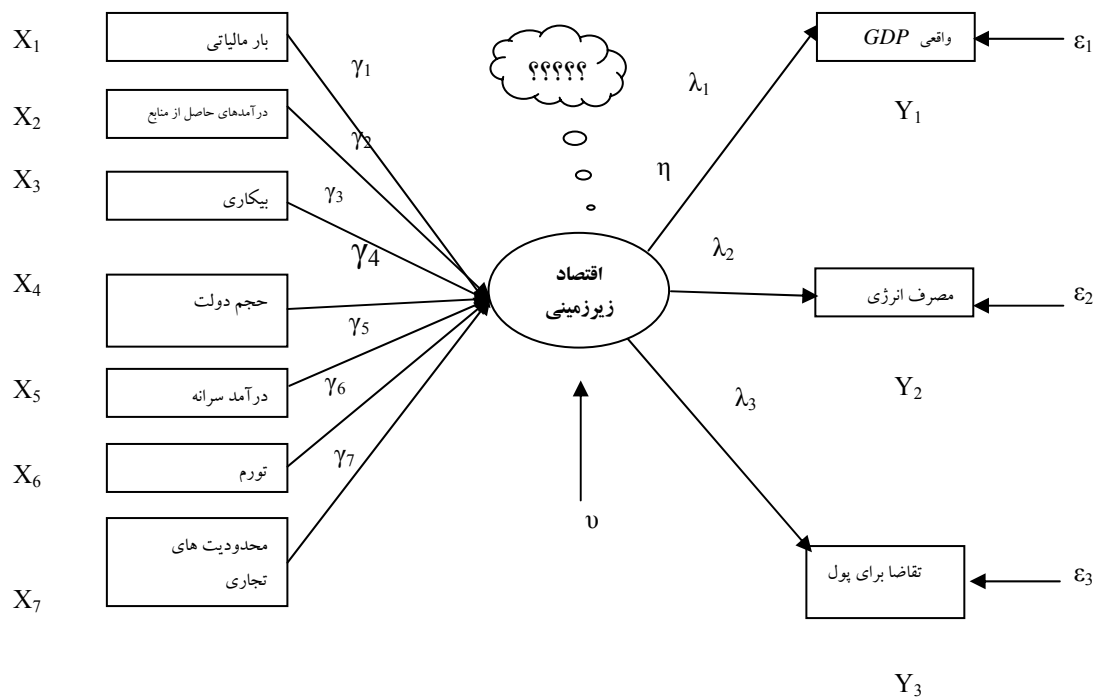 X₁
بار مالیاتی
γ₁
؟؟؟؟؟
λ₁
واقعی GDP
ε₁
X₂
درآمدهای حاصل از منابع
γ₂
Y₁
X₃
بیکاری
γ₃
η
γ₄
λ₂
X₄
حجم دولت
اقتصاد
زیرزمینی
مصرف انرژی
ε₂
γ₅
X₅
درآمد سرانه
γ₆
λ₃
Y₂
X₆
تورم
γ₇
υ
محدودیت های
تجاری
X₇
تقاضا برای پول
ε₃
Y₃